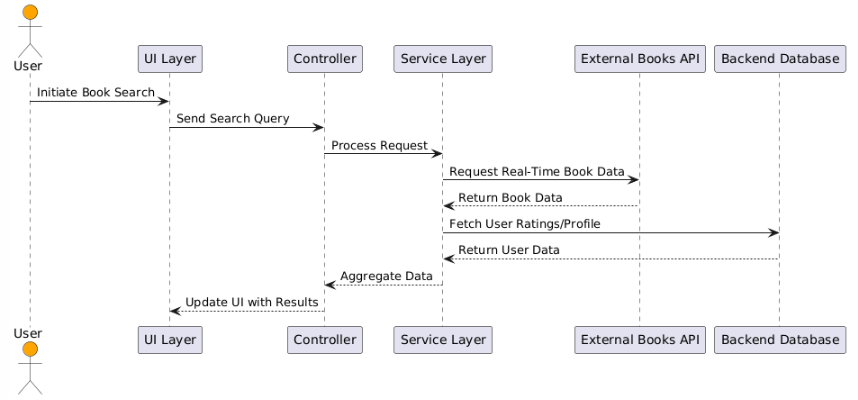 User
UI Layer
Controller
Service Layer
External Books API
Backend Database
Initiate Book Search
Send Search Query
Process Request
Request Real-Time Book Data
Return Book Data
Fetch User Ratings/Profile
Return User Data
Aggregate Data
Update UI with Results
User
UI Layer
Controller
Service Layer
External Books API
Backend Database